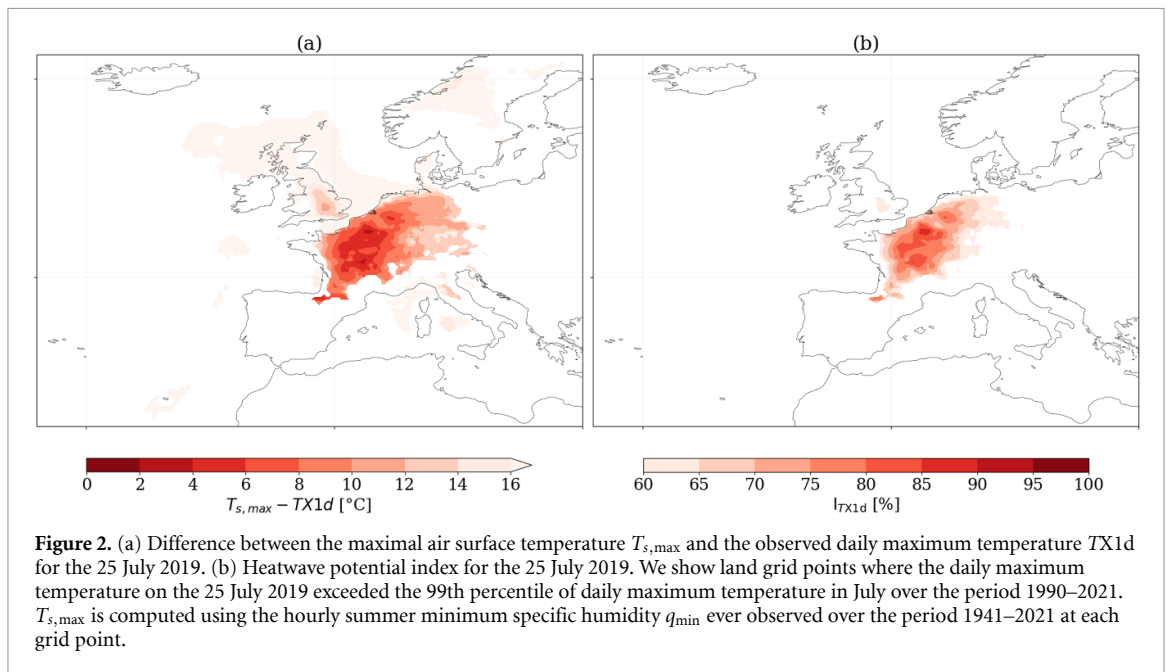 (a)
(b)
0 2 4 6 8 10 12 14 16
T_{s,max} − TX1d [°C]
60 65 70 75 80 85 90 95 100
I_{TX1d} [%]
Figure 2. (a) Difference between the maximal air surface temperature T_{s,max} and the observed daily maximum temperature TX1d
for the 25 July 2019. (b) Heatwave potential index for the 25 July 2019. We show land grid points where the daily maximum
temperature on the 25 July 2019 exceeded the 99th percentile of daily maximum temperature in July over the period 1990–2021.
T_{s,max} is computed using the hourly summer minimum specific humidity q_{min} ever observed over the period 1941–2021 at each
grid point.